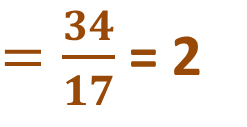 = 34/17 = 2